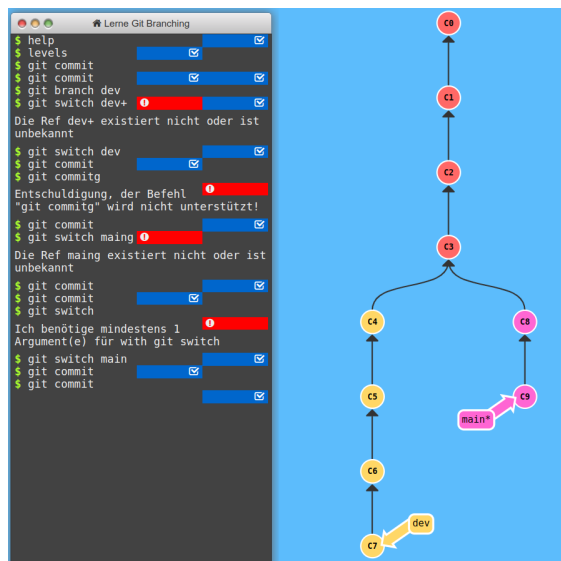 Lerne Git Branching
$ help
$ levels
$ git commit
$ git commit
$ git branch dev
$ git switch dev+
Die Ref dev+ existiert nicht oder ist
unbekannt
$ git switch dev
$ git commit
$ git commitg
Entschuldigung, der Befehl
"git commitg" wird nicht unterstützt!
$ git commit
$ git switch maing
Die Ref maing existiert nicht oder ist
unbekannt
$ git commit
$ git commit
$ git switch
Ich benötige mindestens 1
Argument(e) für with git switch
$ git switch main
$ git commit
$ git commit
C0
C1
C2
C3
C4
C8
C5
C9
main*
C6
dev
C7